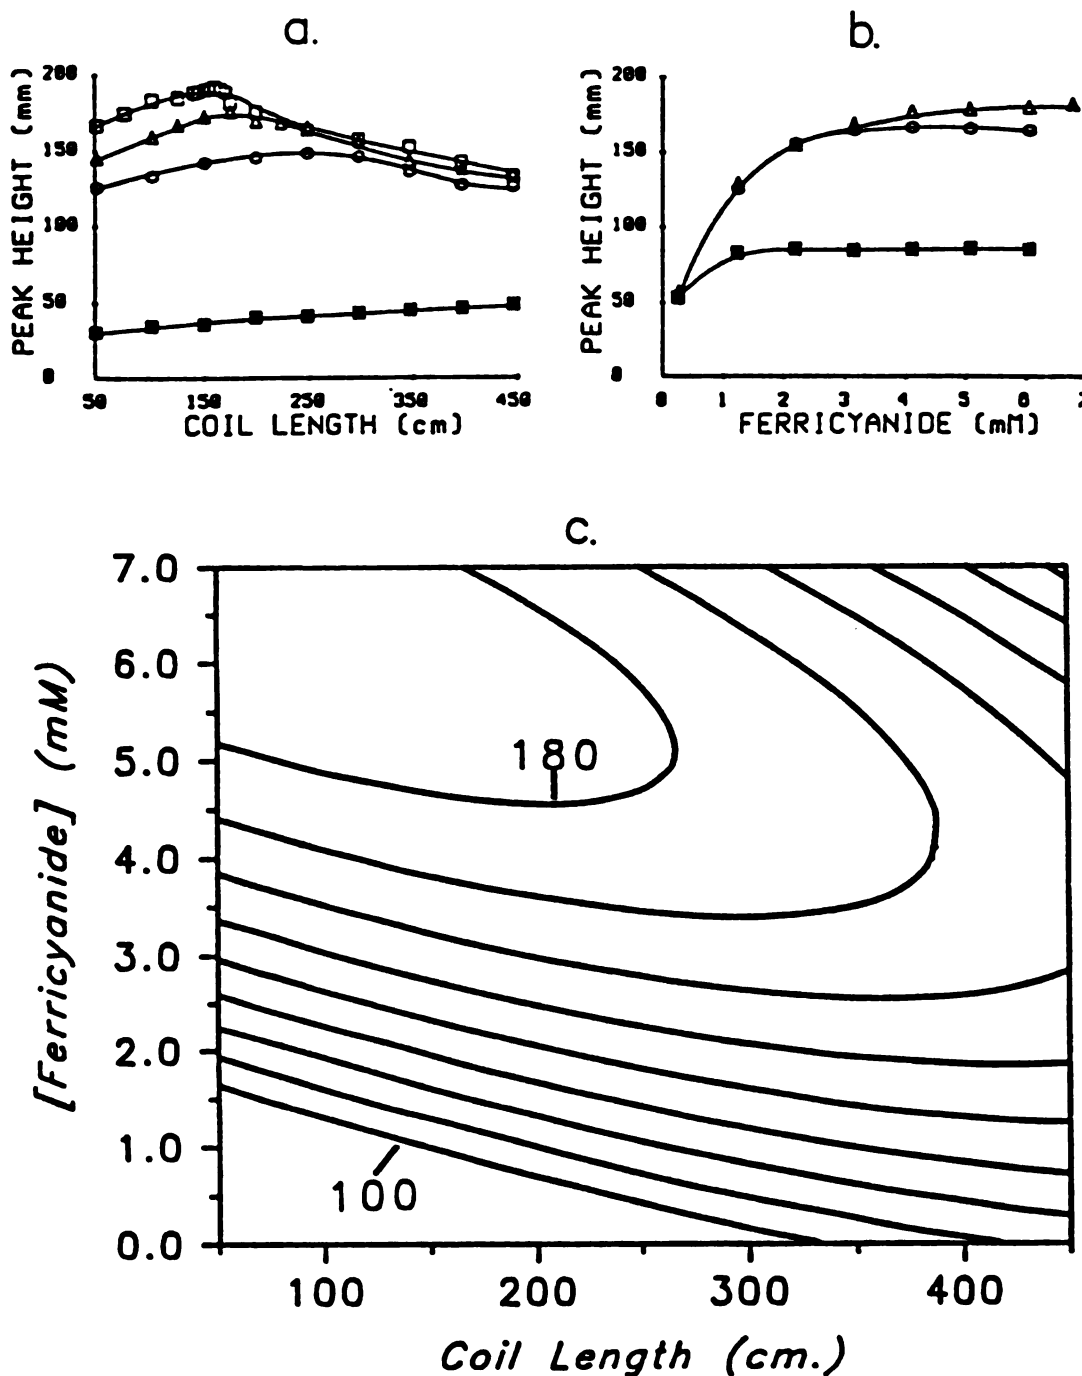 a.
PEAK HEIGHT (mm)
200
150
100
50
0
50 150 250 350 450
COIL LENGTH (cm)
b.
PEAK HEIGHT (mm)
200
150
100
50
0
0 1 2 3 4 5 6
FERRICYANIDE (mM)
c.
[Ferricyanide] (mM)
7.0
6.0
5.0
4.0
3.0
2.0
1.0
0.0
180
100
100 200 300 400
Coil Length (cm.)